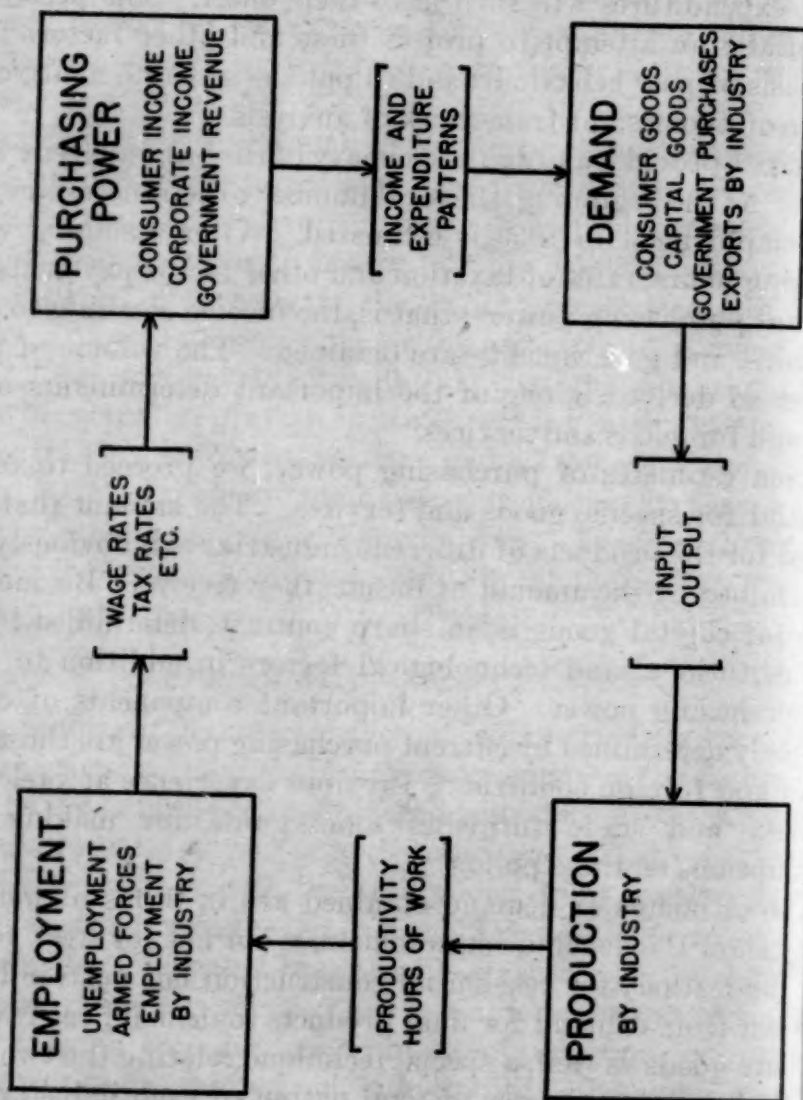 EMPLOYMENT
UNEMPLOYMENT
ARMED FORCES
EMPLOYMENT
BY INDUSTRY
WAGE RATES
TAX RATES
ETC.
PURCHASING
POWER
CONSUMER INCOME
CORPORATE INCOME
GOVERNMENT REVENUE
PRODUCTIVITY
HOURS OF WORK
INCOME AND
EXPENDITURE
PATTERNS
PRODUCTION
BY INDUSTRY
INPUT
OUTPUT
DEMAND
CONSUMER GOODS
CAPITAL GOODS
GOVERNMENT PURCHASES
EXPORTS BY INDUSTRY